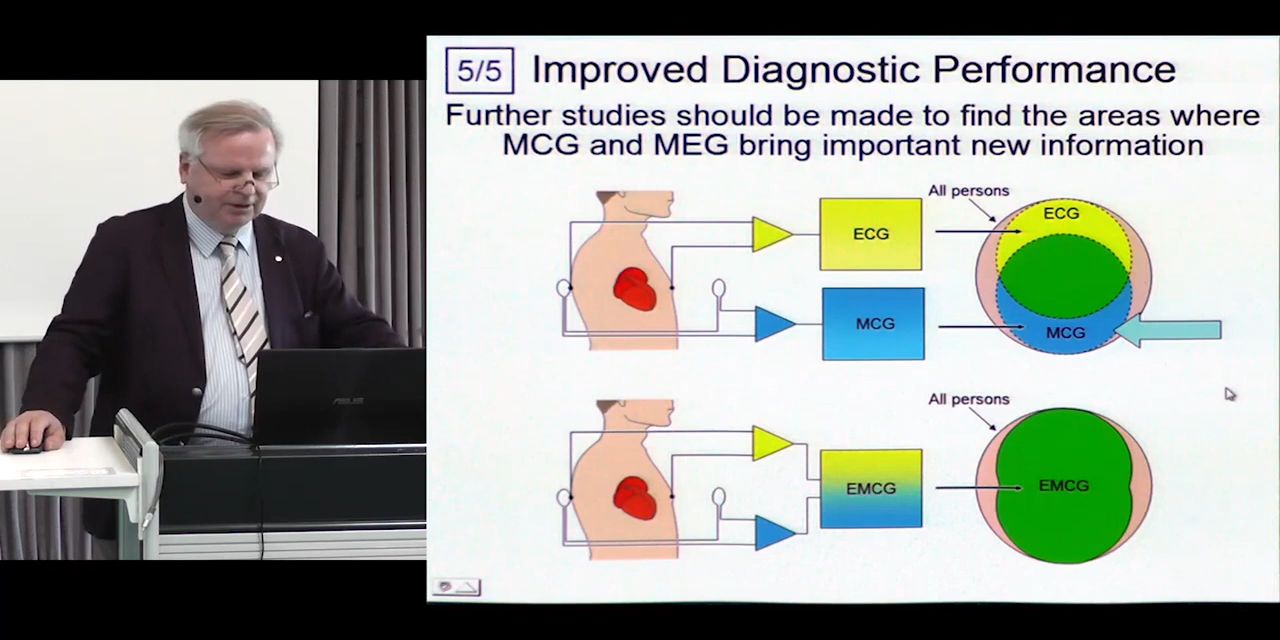 5/5 Improved Diagnostic Performance
Further studies should be made to find the areas where
MCG and MEG bring important new information
All persons
ECG
ECG
MCG
MCG
All persons
EMCG
EMCG
ASUS